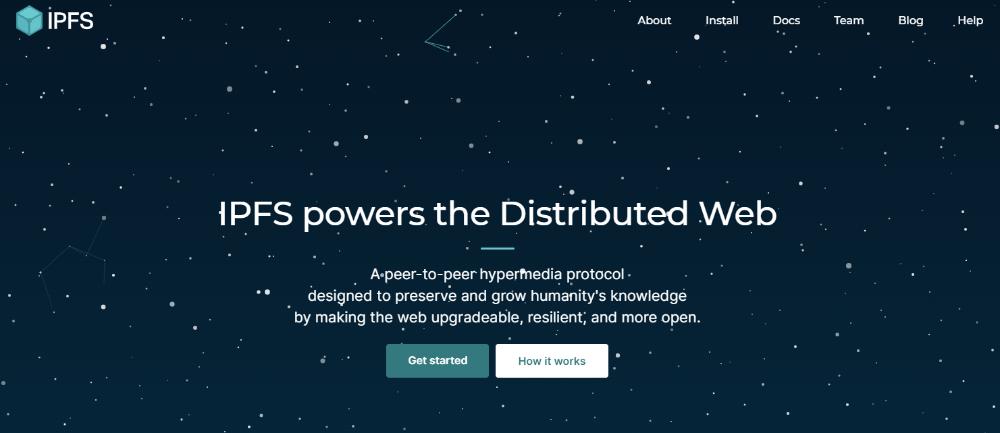 IPFS
About
Install
Docs
Team
Blog
Help
IPFS powers the Distributed Web
A peer-to-peer hypermedia protocol
designed to preserve and grow humanity's knowledge
by making the web upgradeable, resilient, and more open.
Get started
How it works